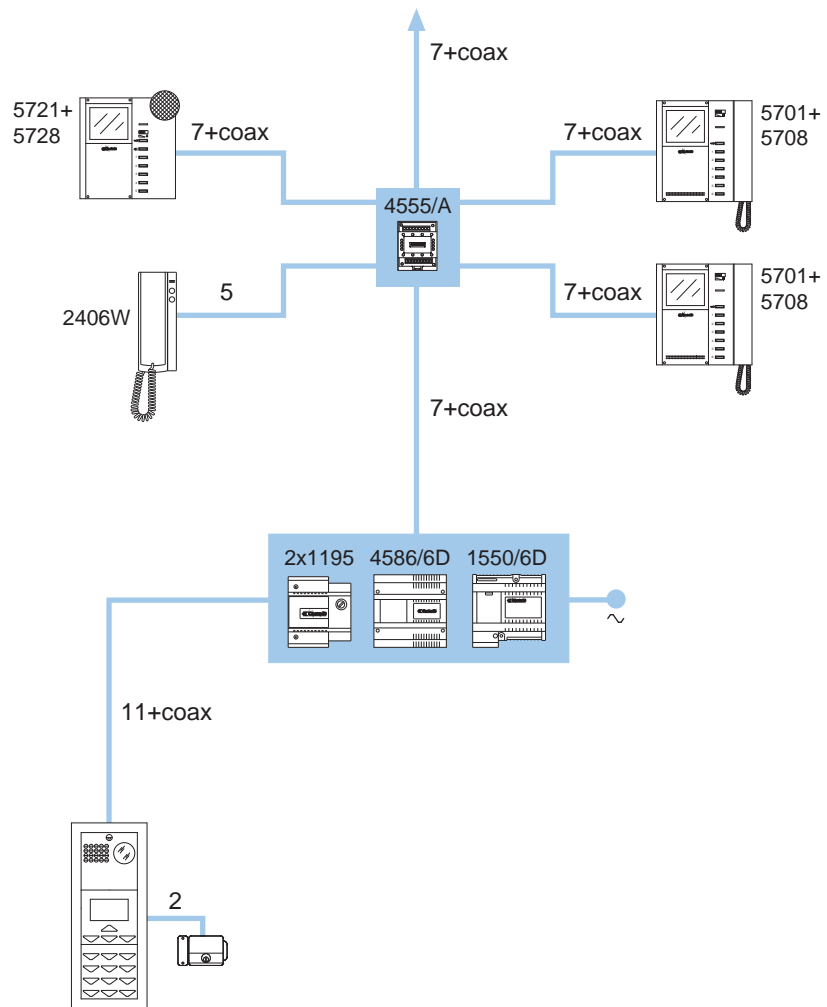 7+coax
5721+
5728
7+coax
7+coax
5701+
5708
4555/A
2406W
5
7+coax
5701+
5708
7+coax
2x1195
4586/6D
1550/6D
~
11+coax
2